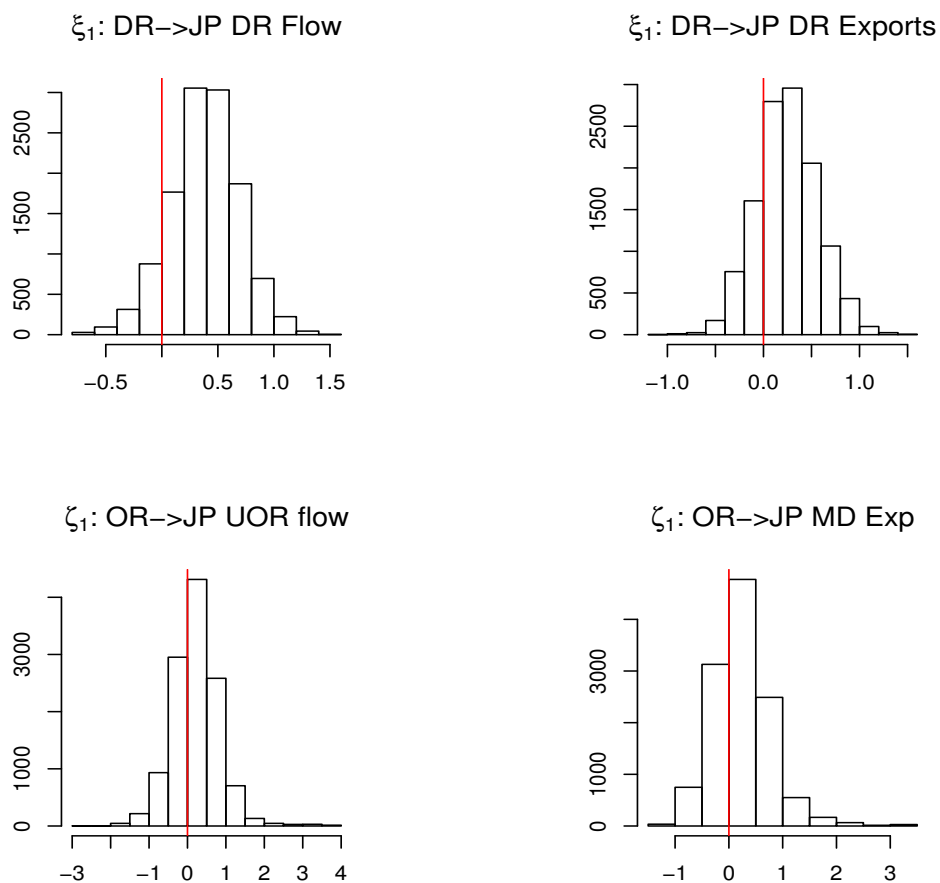 ξ1: DR−>JP DR Flow
0 500 1500 2500
−0.5 0.5 1.0 1.5
ξ1: DR−>JP DR Exports
0 500 1500 2500
−1.0 0.0 1.0
ζ1: OR−>JP UOR flow
0 1000 3000
−3 −1 0 1 2 3 4
ζ1: OR−>JP MD Exp
0 1000 3000
−1 0 1 2 3